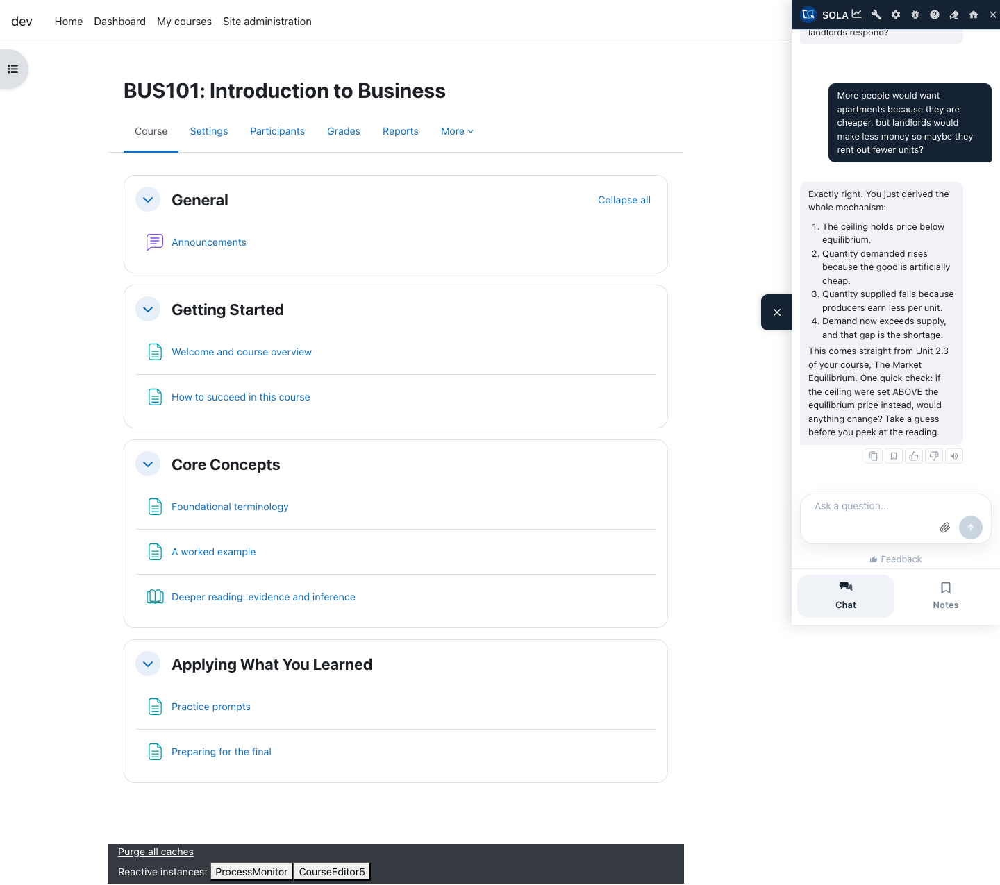 dev
Home
Dashboard
My courses
Site administration
BUS101: Introduction to Business
Course
Settings
Participants
Grades
Reports
More
General
Collapse all
Announcements
Getting Started
Welcome and course overview
How to succeed in this course
Core Concepts
Foundational terminology
A worked example
Deeper reading: evidence and inference
Applying What You Learned
Practice prompts
Preparing for the final
Purge all caches
Reactive instances: ProcessMonitor CourseEditor5
SOLA
landlords respond?
More people would want
apartments because they are
cheaper, but landlords would
make less money so maybe they
rent out fewer units?
Exactly right. You just derived the
whole mechanism:
1. The ceiling holds price below
equilibrium.
2. Quantity demanded rises
because the good is artificially
cheap.
3. Quantity supplied falls because
producers earn less per unit.
4. Demand now exceeds supply,
and that gap is the shortage.
This comes straight from Unit 2.3
of your course, The Market
Equilibrium. One quick check: if
the ceiling were set ABOVE the
equilibrium price instead, would
anything change? Take a guess
before you peek at the reading.
Ask a question...
Feedback
Chat
Notes